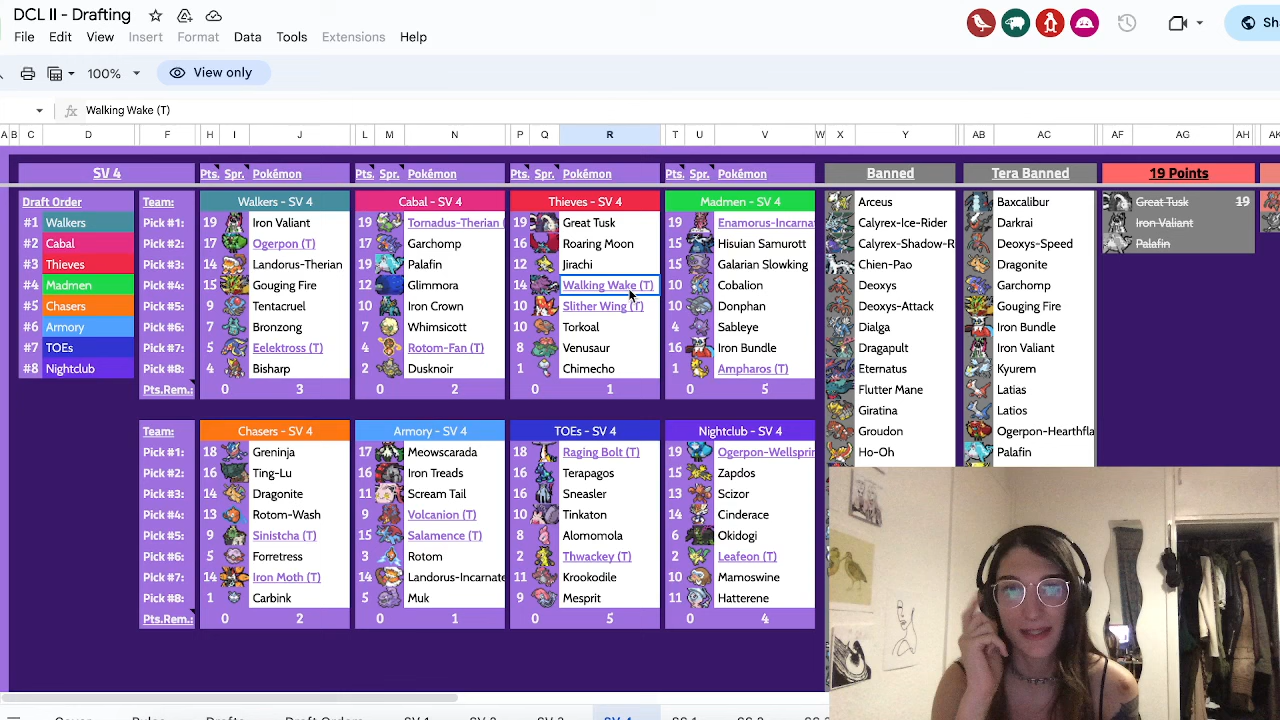 DCL II - Drafting
File Edit View Insert Format Data Tools Extensions Help
Sh
100% View only
fx Walking Wake (T)
A B C D F H I J L M N P Q R T U V W X Y AB AC AF AG AH AK
SV 4 Pts. Spr. Pokémon Pts. Spr. Pokémon Pts. Spr. Pokémon Pts. Spr. Pokémon Banned Tera Banned 19 Points
Draft Order Team: Walkers - SV 4 Cabal - SV 4 Thieves - SV 4 Madmen - SV 4 Arceus Baxcalibur Great Tusk 19
#1 Walkers Pick #1: 19 Iron Valiant 19 Tornadus-Therian ( 19 Great Tusk 19 Enamorus-Incarna Calyrex-Ice-Rider Darkrai Iron Valiant
#2 Cabal Pick #2: 17 Ogerpon (T) 17 Garchomp 16 Roaring Moon 15 Hisuian Samurott Calyrex-Shadow-R Deoxys-Speed Palafin
#3 Thieves Pick #3: 14 Landorus-Therian 19 Palafin 12 Jirachi 15 Galarian Slowking Chien-Pao Dragonite
#4 Madmen Pick #4: 15 Gouging Fire 12 Glimmora 14 Walking Wake (T) 10 Cobalion Deoxys Garchomp
#5 Chasers Pick #5: 9 Tentacruel 10 Iron Crown 10 Slither Wing (T) 10 Donphan Deoxys-Attack Gouging Fire
#6 Armory Pick #6: 7 Bronzong 7 Whimsicott 10 Torkoal 4 Sableye Dialga Iron Bundle
#7 TOEs Pick #7: 5 Eelektross (T) 4 Rotom-Fan (T) 8 Venusaur 16 Iron Bundle Dragapult Iron Valiant
#8 Nightclub Pick #8: 4 Bisharp 2 Dusknoir 1 Chimecho 1 Ampharos (T) Eternatus Kyurem
Pts.Rem.: 0 3 0 2 0 1 0 5 Flutter Mane Latias
Giratina Latios
Team: Chasers - SV 4 Armory - SV 4 TOEs - SV 4 Nightclub - SV 4 Groudon Ogerpon-Hearthfla
Pick #1: 18 Greninja 17 Meowscarada 18 Raging Bolt (T) 19 Ogerpon-Wellsprin Ho-Oh Palafin
Pick #2: 16 Ting-Lu 16 Iron Treads 16 Terapagos 15 Zapdos
Pick #3: 14 Dragonite 11 Scream Tail 16 Sneasler 13 Scizor
Pick #4: 13 Rotom-Wash 9 Volcanion (T) 10 Tinkaton 14 Cinderace
Pick #5: 9 Sinistcha (T) 15 Salamence (T) 8 Alomomola 6 Okidogi
Pick #6: 5 Forretress 3 Rotom 2 Thwackey (T) 2 Leafeon (T)
Pick #7: 14 Iron Moth (T) 14 Landorus-Incarnate 11 Krookodile 10 Mamoswine
Pick #8: 1 Carbink 5 Muk 9 Mesprit 11 Hatterene
Pts.Rem.: 0 2 0 1 0 5 0 4
SV 4